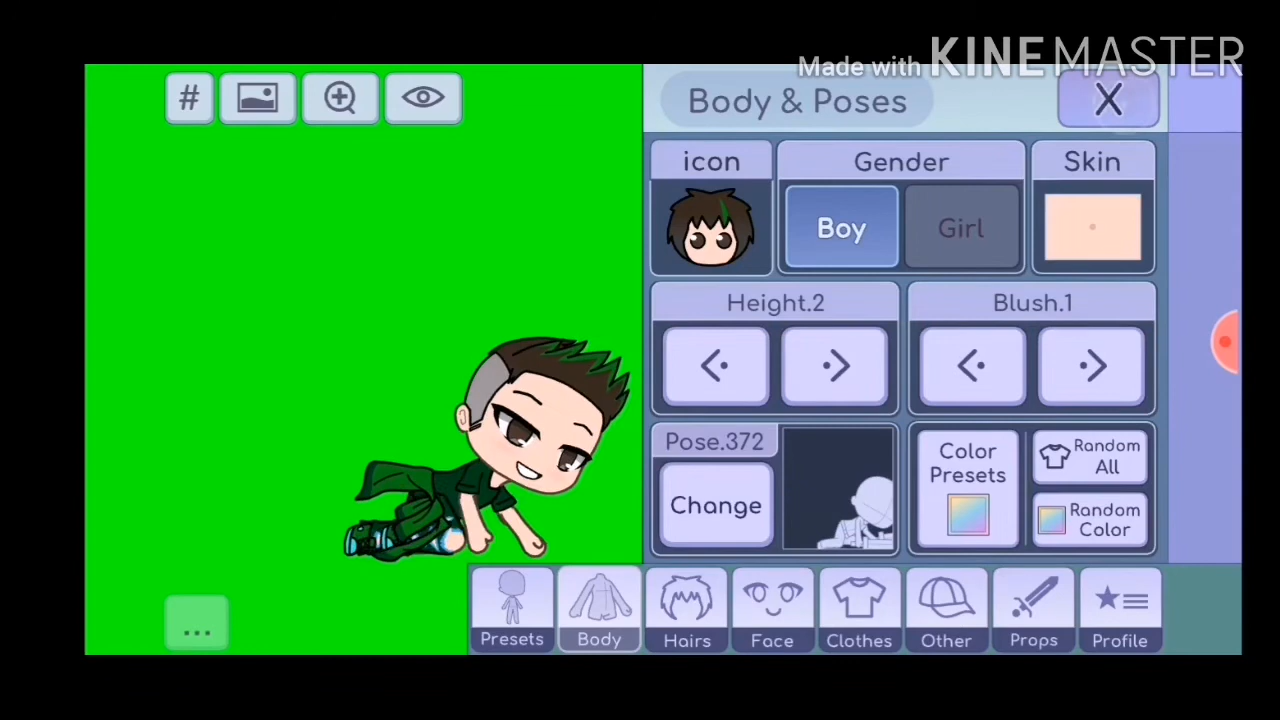 Made with KINEMASTER
#
Body & Poses
X
icon
Gender
Skin
Boy
Girl
Height.2
Blush.1
Pose.372
Change
Color
Presets
Random
All
Random
Color
...
Presets
Body
Hairs
Face
Clothes
Other
Props
Profile